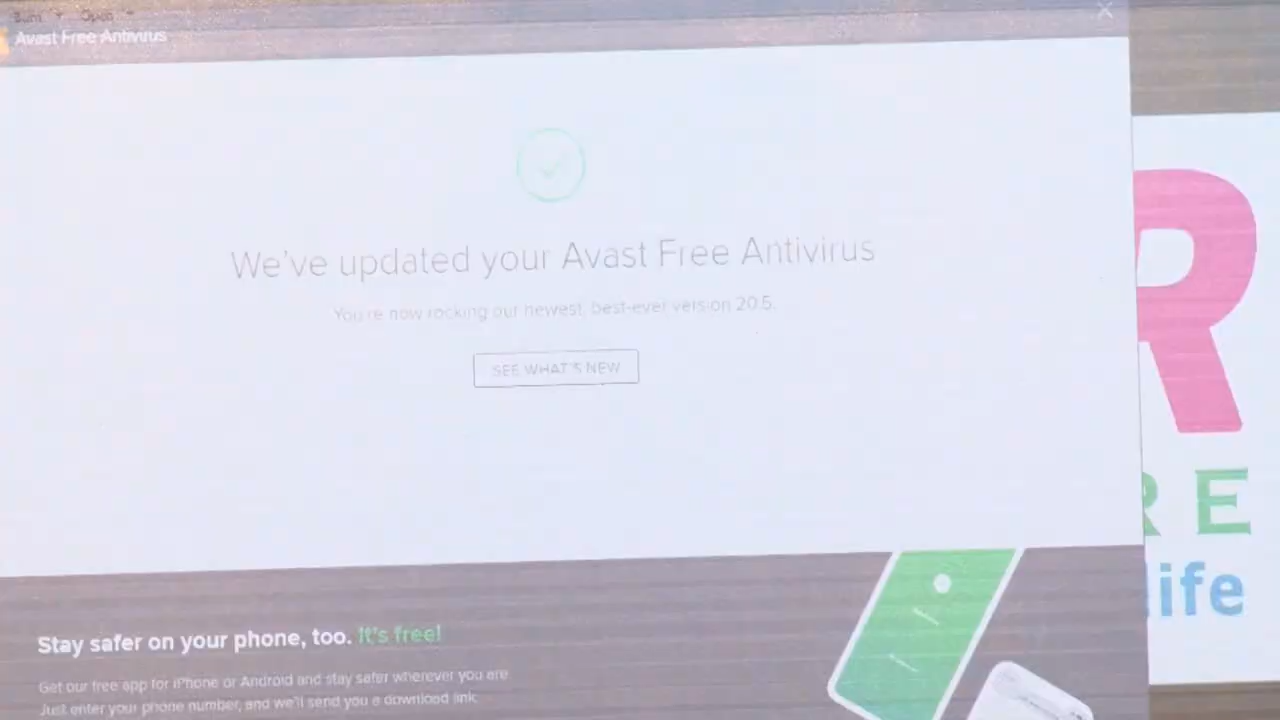 Burn Open
Avast Free Antivirus
We've updated your Avast Free Antivirus
You're now rocking our newest, best-ever version 20.5.
SEE WHAT'S NEW
R
RE
life
Stay safer on your phone, too. It's free!
Get our free app for iPhone or Android and stay safer wherever you are.
Just enter your phone number, and we'll send you a download link.